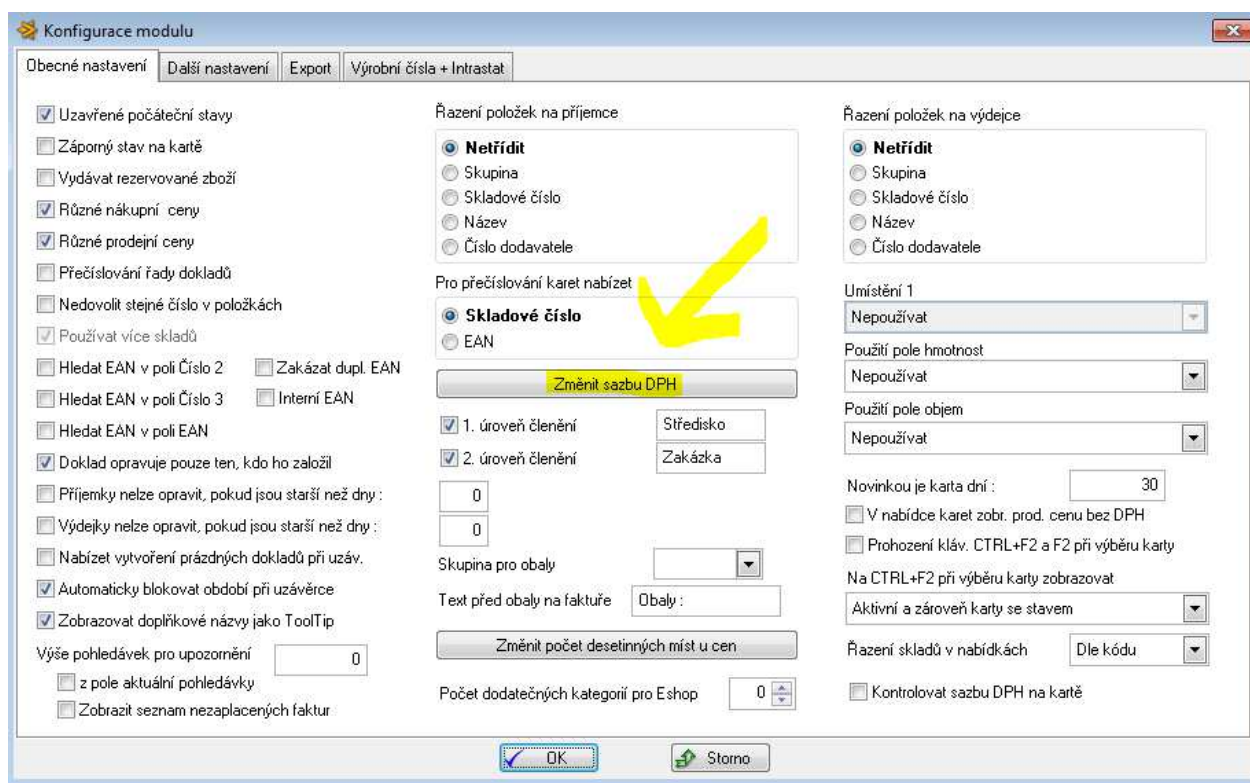 Konfigurace modulu
Obecné nastavení
Další nastavení
Export
Výrobní čísla + Intrastat
Uzavřené počáteční stavy
Záporný stav na kartě
Vydávat rezervované zboží
Různé nákupní ceny
Různé prodejní ceny
Přečíslování řady dokladů
Nedovolit stejné číslo v položkách
Používat více skladů
Hledat EAN v poli Číslo 2
Zakázat dupl. EAN
Hledat EAN v poli Číslo 3
Interní EAN
Hledat EAN v poli EAN
Doklad opravuje pouze ten, kdo ho založil
Příjemky nelze opravit, pokud jsou starší než dny :
Výdejky nelze opravit, pokud jsou starší než dny :
Nabízet vytvoření prázdných dokladů při uzáv.
Automaticky blokovat období při uzávěrce
Zobrazovat doplňkové názvy jako ToolTip
Výše pohledávek pro upozornění
0
z pole aktuální pohledávky
Zobrazit seznam nezaplacených faktur
Řazení položek na příjemce
Netřídit
Skupina
Skladové číslo
Název
Číslo dodavatele
Pro přečíslování karet nabízet
Skladové číslo
EAN
Změnit sazbu DPH
1. úroveň členění
Středisko
2. úroveň členění
Zakázka
0
0
Skupina pro obaly
Text před obaly na faktuře
Obaly :
Změnit počet desetinných míst u cen
Počet dodatečných kategorií pro Eshop
0
Řazení položek na výdejce
Netřídit
Skupina
Skladové číslo
Název
Číslo dodavatele
Umístění 1
Nepoužívat
Použití pole hmotnost
Nepoužívat
Použití pole objem
Nepoužívat
Novinkou je karta dní :
30
V nabídce karet zobr. prod. cenu bez DPH
Prohození kláv. CTRL+F2 a F2 při výběru karty
Na CTRL+F2 při výběru karty zobrazovat
Aktivní a zároveň karty se stavem
Řazení skladů v nabídkách
Dle kódu
Kontrolovat sazbu DPH na kartě
OK
Storno